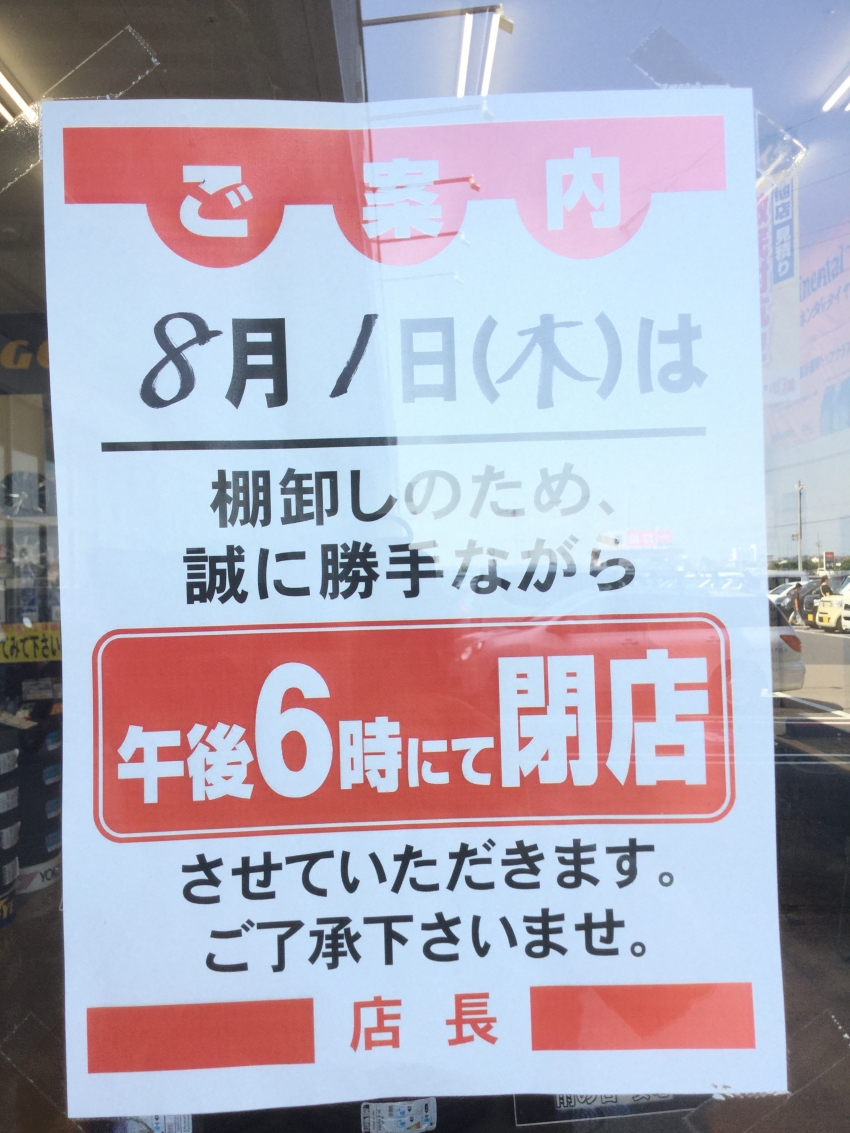 ご案内
8月1日(木)は
棚卸しのため、
誠に勝手ながら
午後6時にて閉店
させていただきます。
ご了承下さいませ。
店長